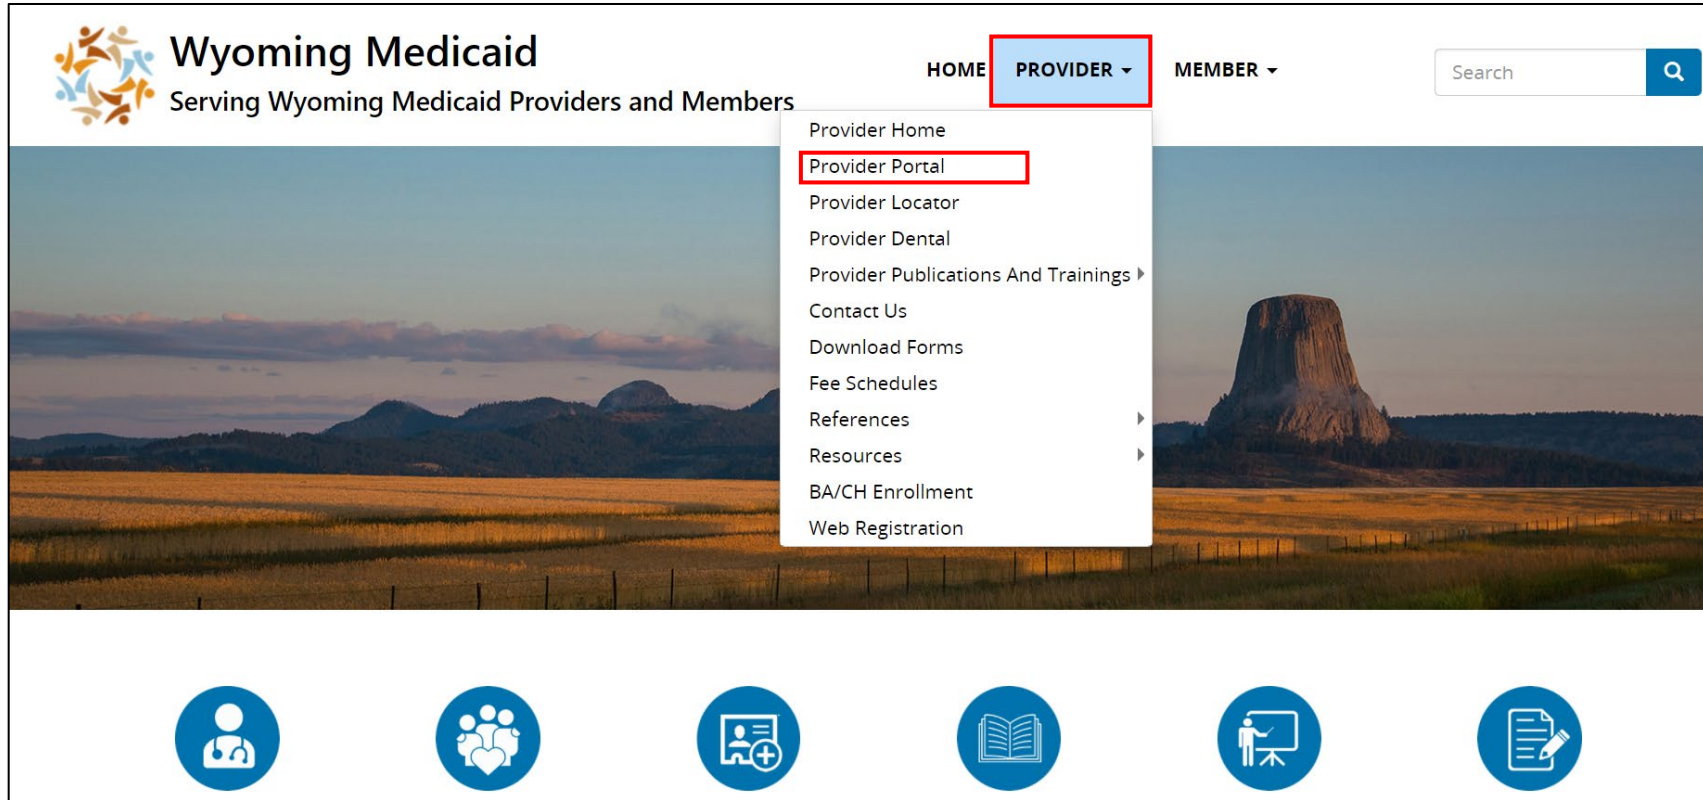 Wyoming Medicaid
Serving Wyoming Medicaid Providers and Members
HOME PROVIDER MEMBER Search
Provider Home
Provider Portal
Provider Locator
Provider Dental
Provider Publications And Trainings
Contact Us
Download Forms
Fee Schedules
References
Resources
BA/CH Enrollment
Web Registration